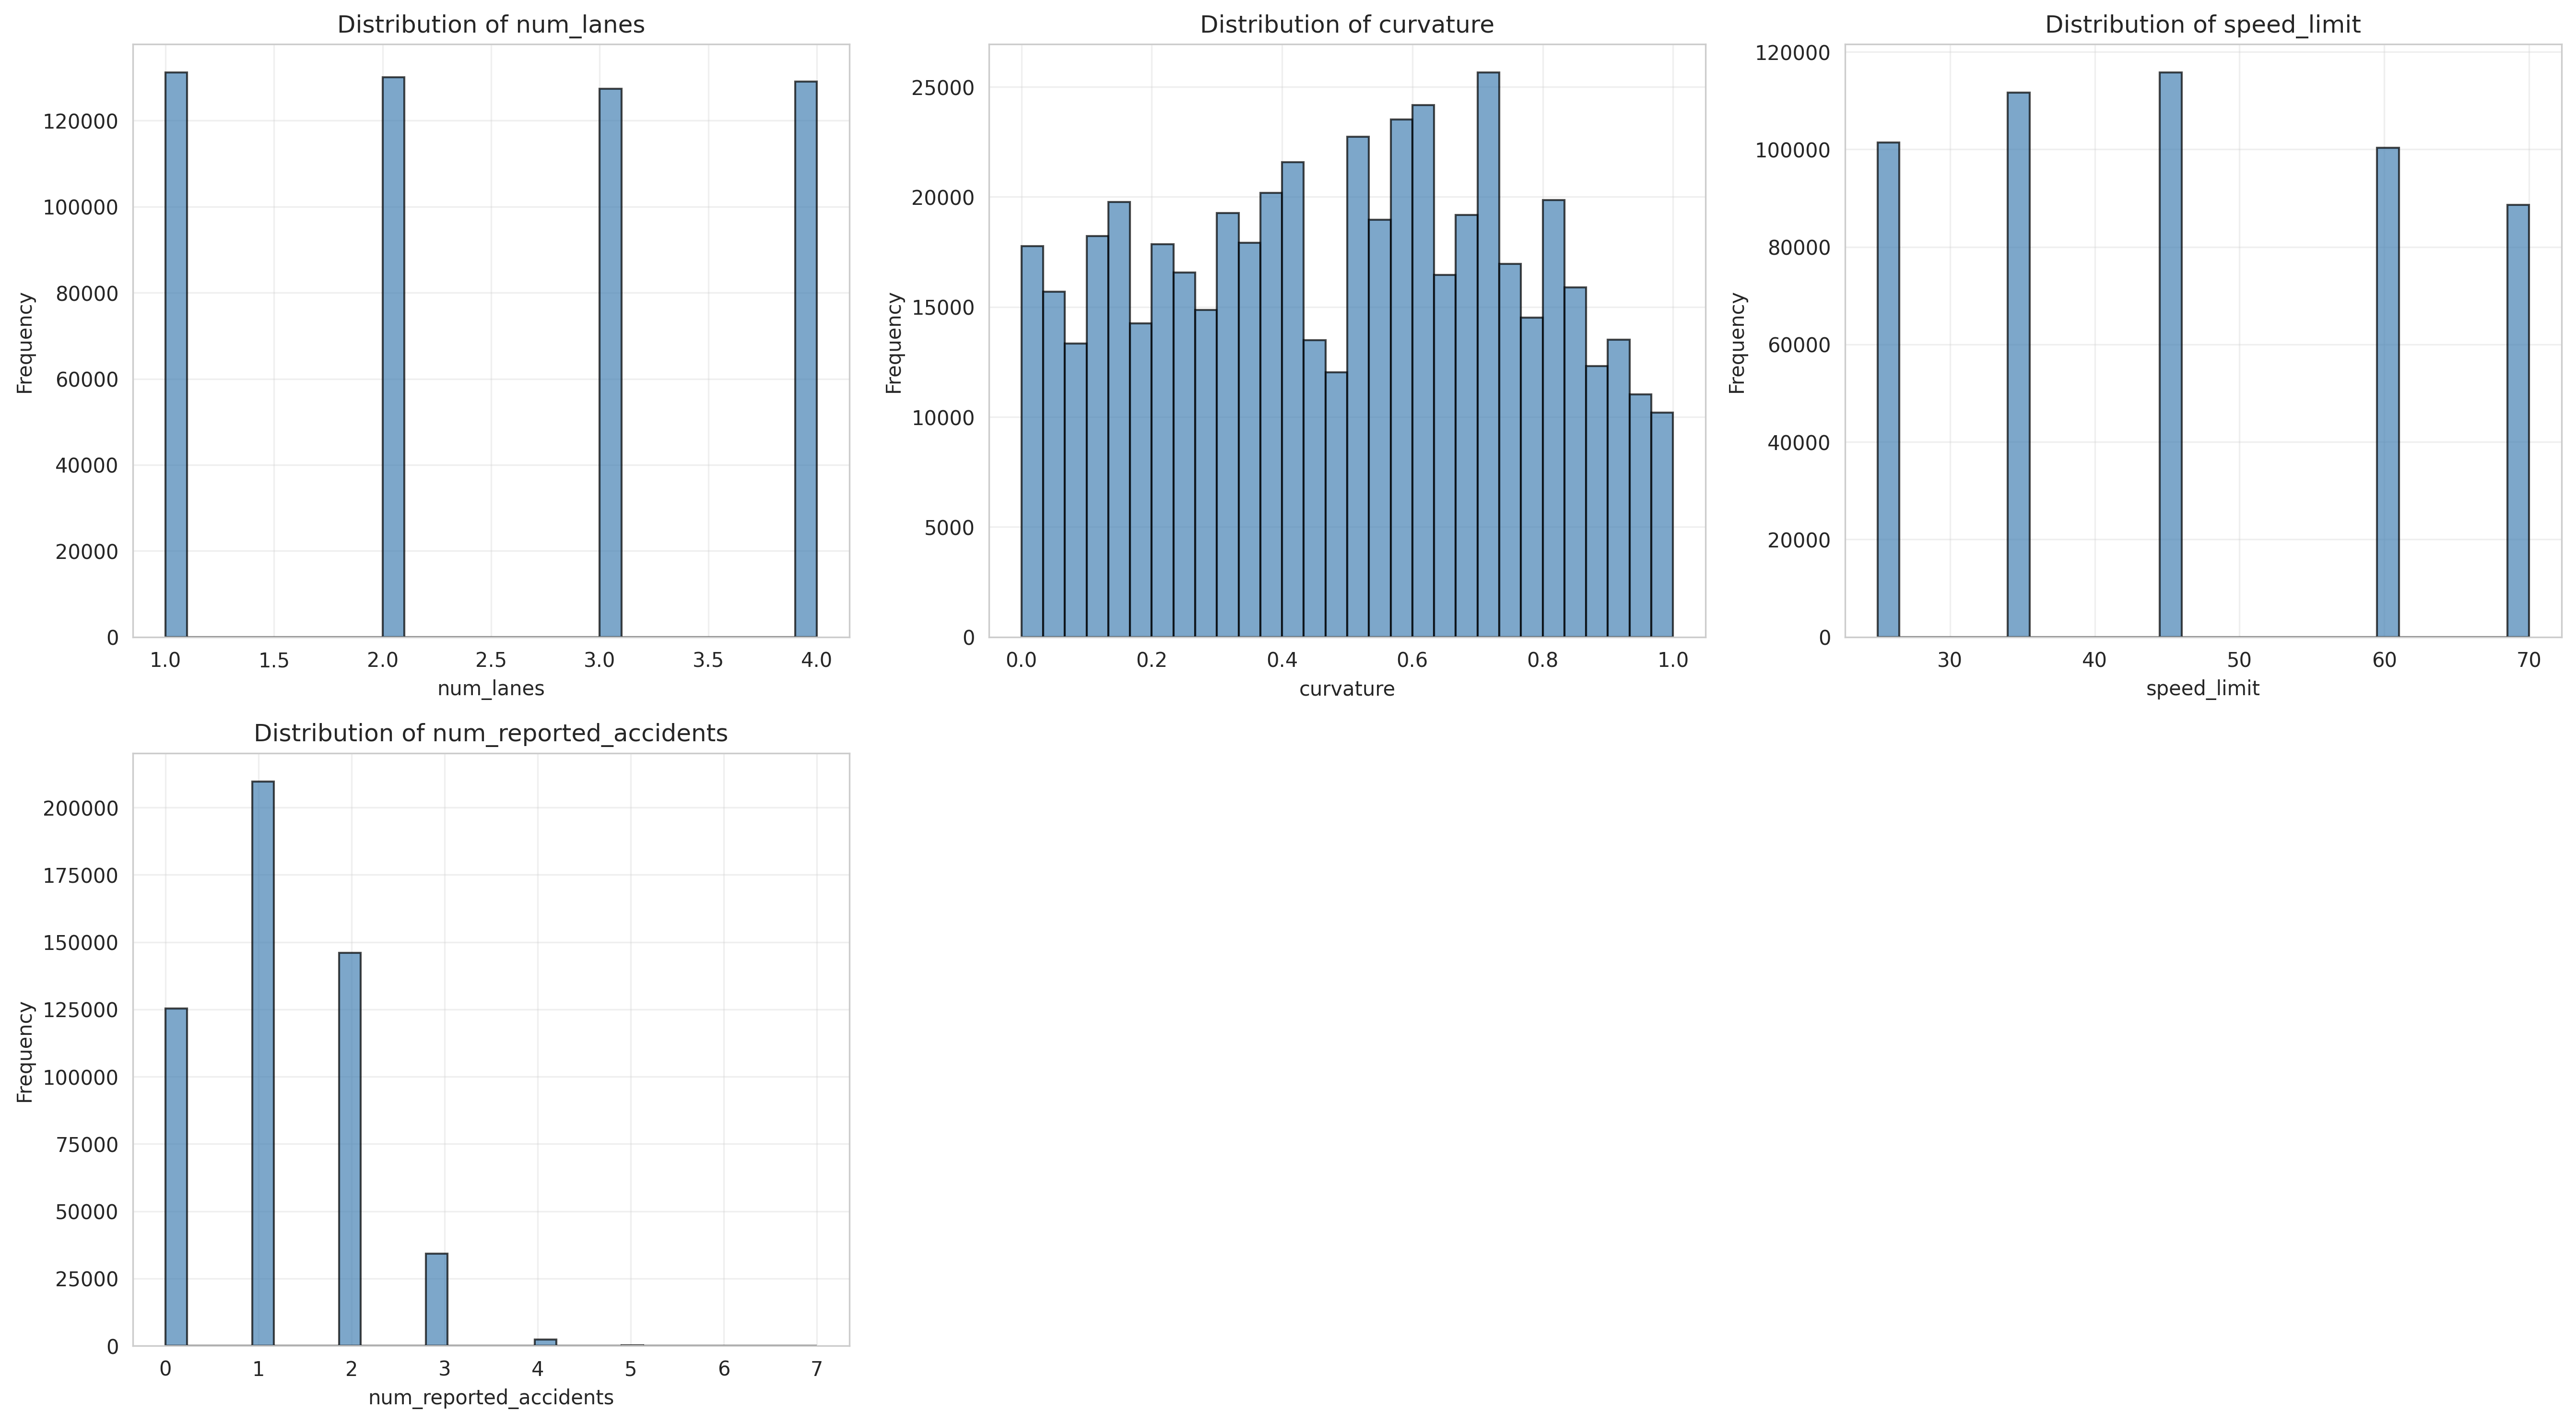 Distribution of num_lanes
Frequency
120000
100000
80000
60000
40000
20000
0
1.0 1.5 2.0 2.5 3.0 3.5 4.0
num_lanes
Distribution of curvature
Frequency
25000
20000
15000
10000
5000
0
0.0 0.2 0.4 0.6 0.8 1.0
curvature
Distribution of speed_limit
Frequency
120000
100000
80000
60000
40000
20000
0
30 40 50 60 70
speed_limit
Distribution of num_reported_accidents
Frequency
200000
175000
150000
125000
100000
75000
50000
25000
0
0 1 2 3 4 5 6 7
num_reported_accidents